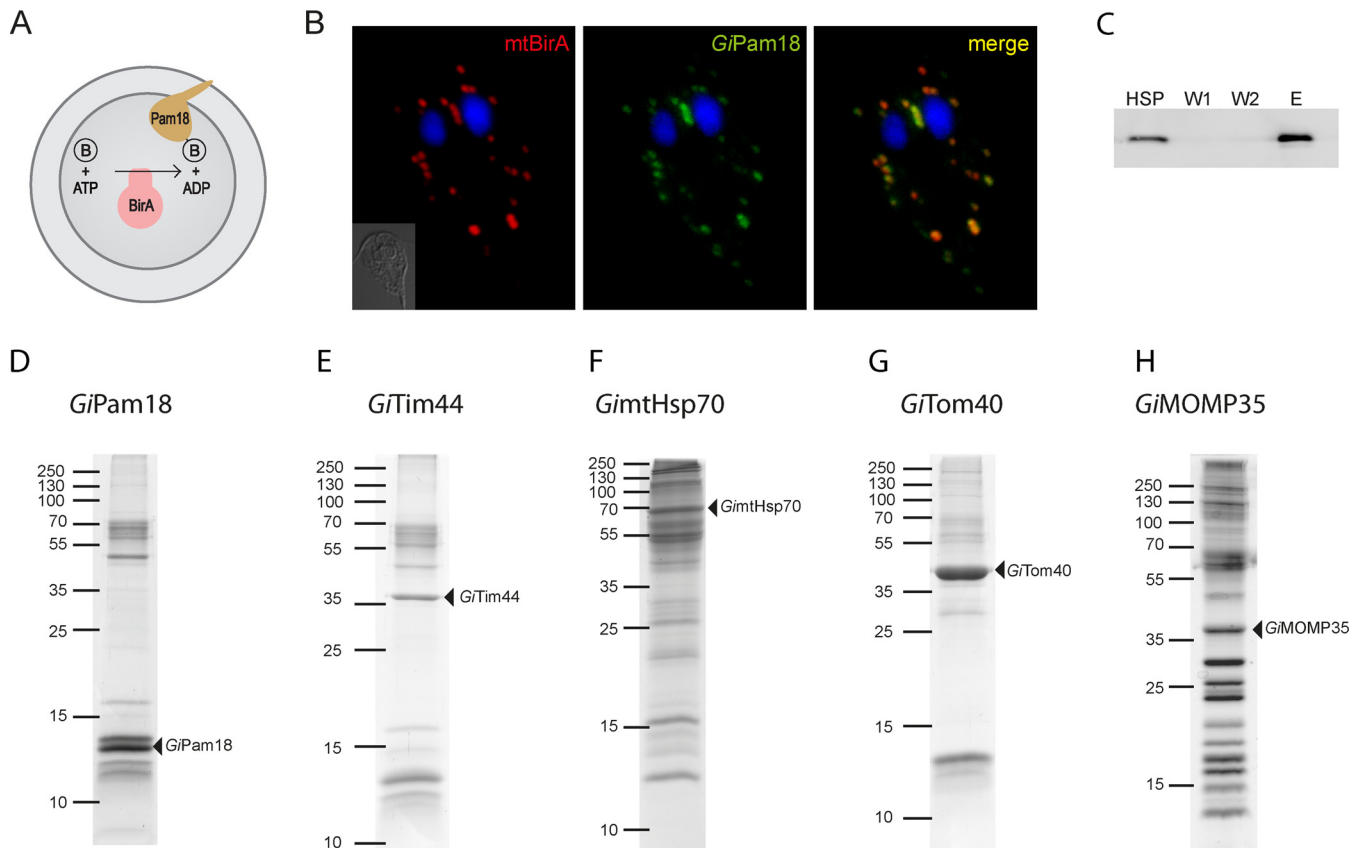 A
B
C
Pam18
B
B
+
+
ATP
ADP
BirA
mtBirA
GiPam18
merge
HSP W1 W2 E
D
E
F
G
H
GiPam18
GiTim44
GimtHsp70
GiTom40
GiMOMP35
250
130
100
70
55
35
25
15
10
GiPam18
250
130
100
70
55
35
25
15
10
GiTim44
250
130
100
70
55
35
25
15
10
GimtHsp70
250
130
100
70
55
35
25
15
10
GiTom40
250
130
100
70
55
35
25
15
GiMOMP35